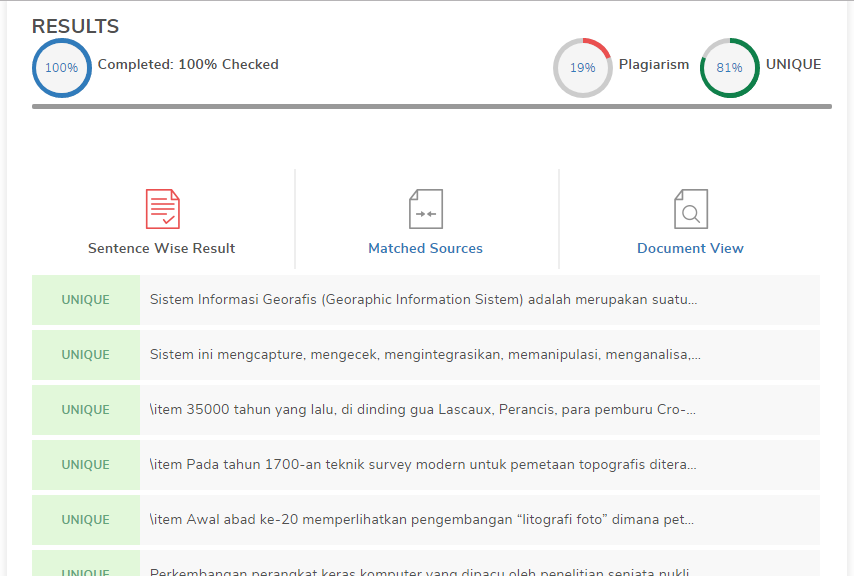 RESULTS
100%
Completed: 100% Checked
19%
Plagiarism
81%
UNIQUE
Sentence Wise Result
Matched Sources
Document View
UNIQUE
Sistem Informasi Georafis (Georaphic Information Sistem) adalah merupakan suatu...
UNIQUE
Sistem ini mengcapture, mengecek, mengintegrasikan, memanipulasi, menganalisa,...
UNIQUE
\item 35000 tahun yang lalu, di dinding gua Lascaux, Perancis, para pemburu Cro-...
UNIQUE
\item Pada tahun 1700-an teknik survey modern untuk pemetaan topografis ditera...
UNIQUE
\item Awal abad ke-20 memperlihatkan pengembangan “litografi foto” dimana pet...
UNIQUE
Perkembangan perangkat keras komputer yang dipacu oleh penelitian senjata nukli...